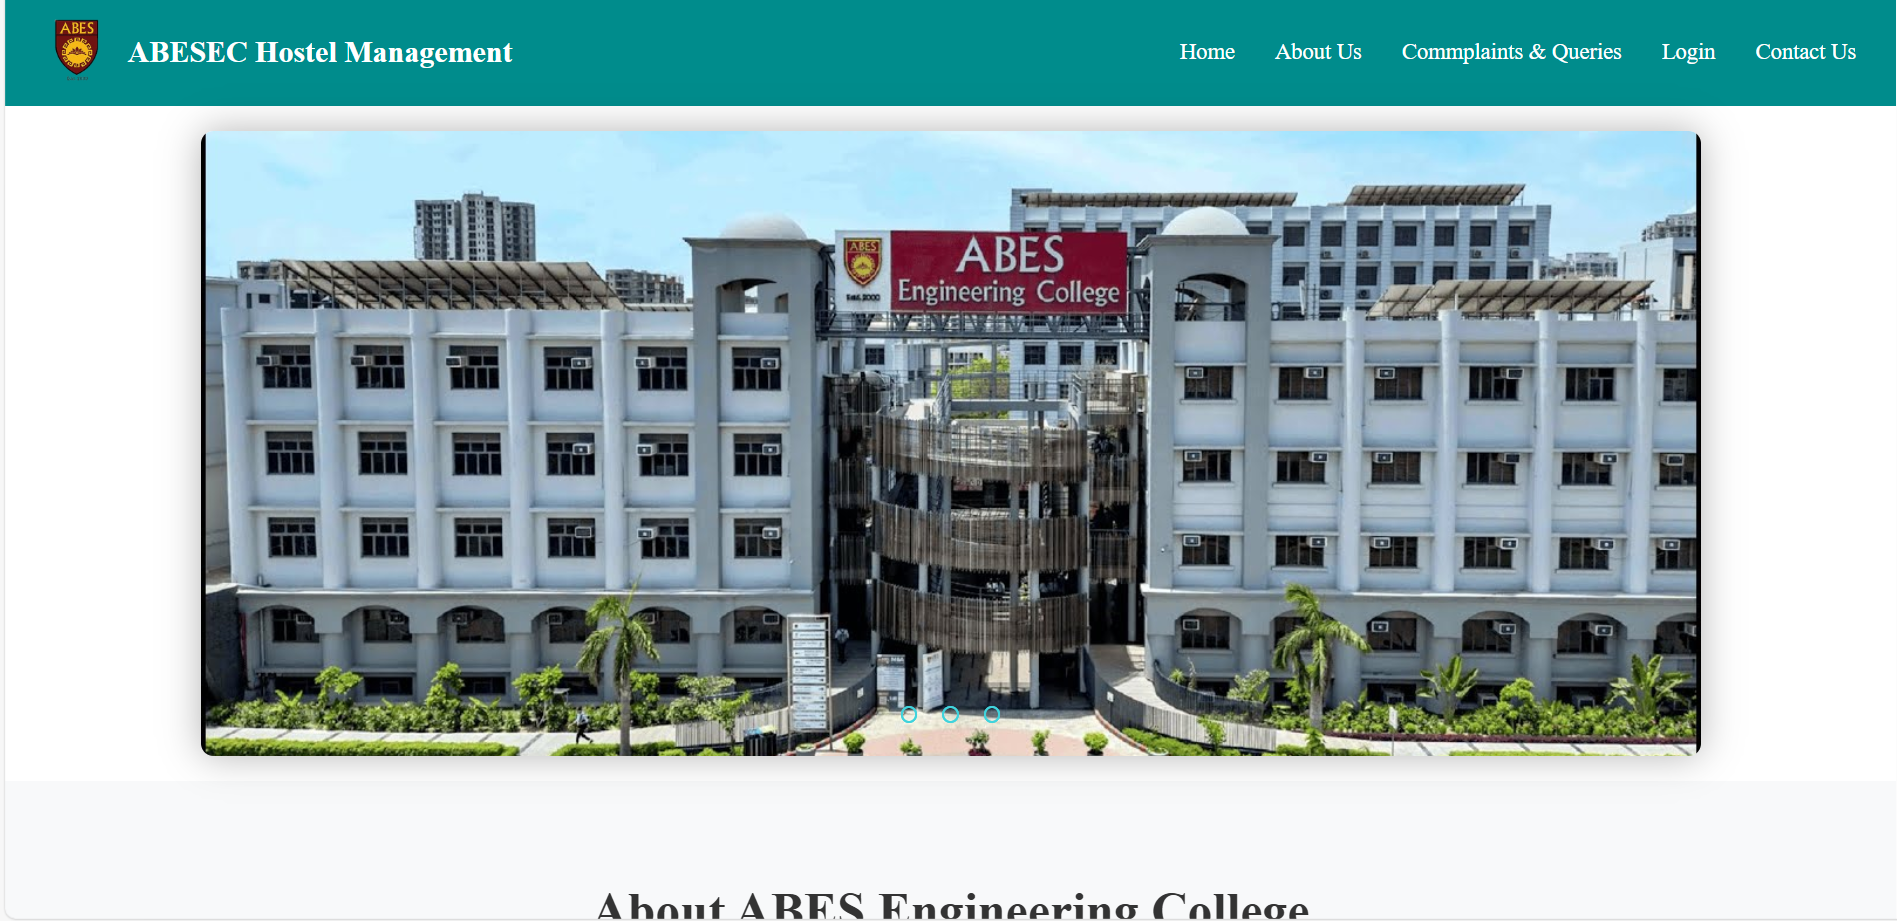 ABES
ABESEC Hostel Management
Home
About Us
Commplaints & Queries
Login
Contact Us
ABES
Estd. 2000
ABES
Engineering College
MBA
About ABES Engineering College